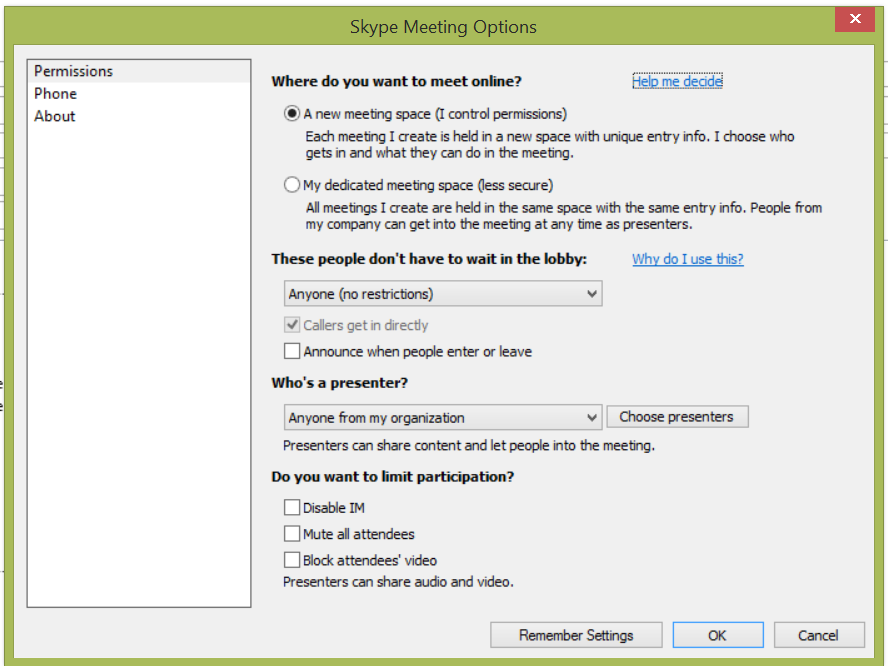 Skype Meeting Options
Permissions
Phone
About
Where do you want to meet online?
Help me decide
A new meeting space (I control permissions)
Each meeting I create is held in a new space with unique entry info. I choose who
gets in and what they can do in the meeting.
My dedicated meeting space (less secure)
All meetings I create are held in the same space with the same entry info. People from
my company can get into the meeting at any time as presenters.
These people don't have to wait in the lobby:
Why do I use this?
Anyone (no restrictions)
Callers get in directly
Announce when people enter or leave
Who's a presenter?
Anyone from my organization
Choose presenters
Presenters can share content and let people into the meeting.
Do you want to limit participation?
Disable IM
Mute all attendees
Block attendees' video
Presenters can share audio and video.
Remember Settings
OK
Cancel